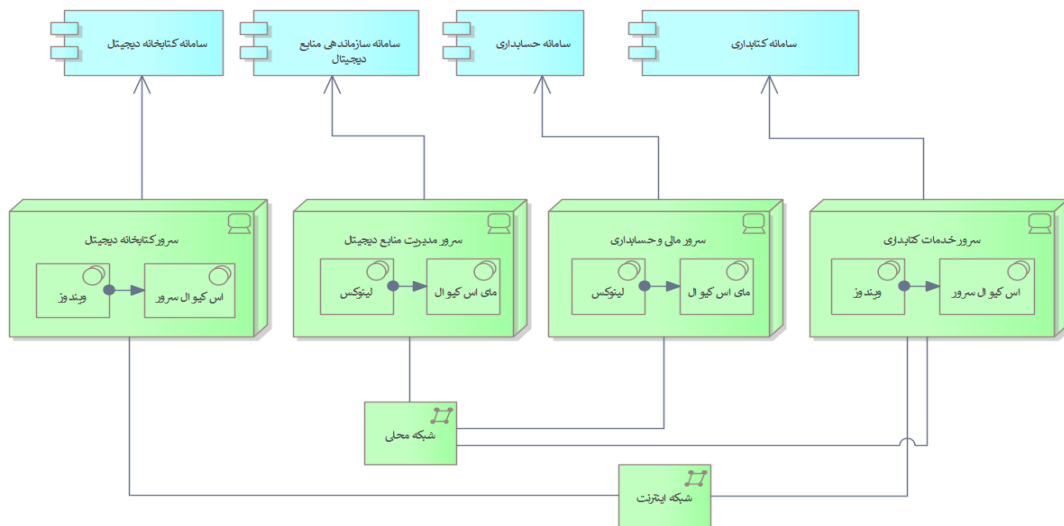 سامانه کتابداری
سامانه حسابداری
سامانه سازماندهی منابع
دیجیتال
سامانه کتابخانه دیجیتال
سرور خدمات کتابداری
ویندوز
اس کیو ال سرور
سرور مالی و حسابداری
لینوکس
مای اس کیو ال
سرور مدیریت منابع دیجیتال
لینوکس
مای اس کیو ال
سرور کتابخانه دیجیتال
ویندوز
اس کیو ال سرور
شبکه محلی
شبکه اینترنت